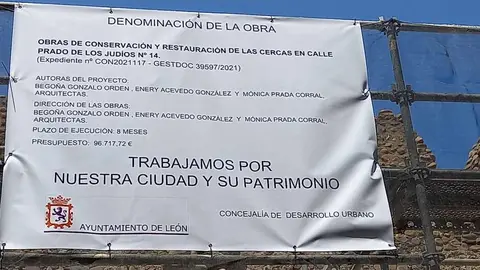 DENOMINACIÓN DE LA OBRA
OBRAS DE CONSERVACIÓN Y RESTAURACIÓN DE LAS CERCAS EN CALLE
PRADO DE LOS JUDÍOS Nº 14.
(Expediente nº CON2021117 - GESTDOC 39597/2021)
AUTORAS DEL PROYECTO.
BEGOÑA GONZALO ORDEN , ENERY ACEVEDO GONZÁLEZ Y MÓNICA PRADA CORRAL,
ARQUITECTAS.
DIRECCIÓN DE LAS OBRAS.
BEGOÑA GONZALO ORDEN , ENERY ACEVEDO GONZÁLEZ Y MÓNICA PRADA CORRAL,
ARQUITECTAS.
PLAZO DE EJECUCIÓN: 8 MESES
PRESUPUESTO: 96.717,72 €
TRABAJAMOS POR
NUESTRA CIUDAD Y SU PATRIMONIO
AYUNTAMIENTO DE LEÓN
CONCEJALÍA DE DESARROLLO URBANO